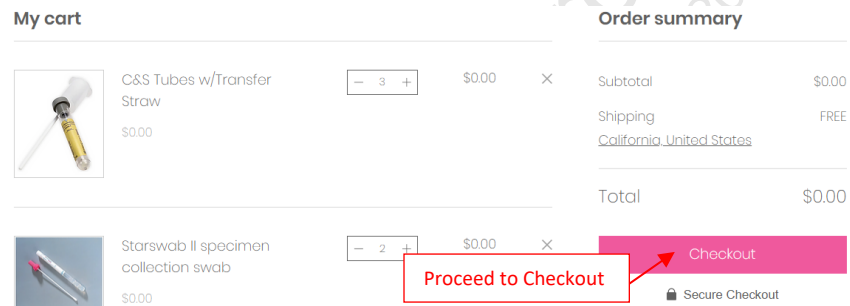 My cart
C&S Tubes w/Transfer
Straw
$0.00
− 3 +
$0.00
×
Starswab II specimen
collection swab
$0.00
− 2 +
$0.00
×
Order summary
Subtotal $0.00
Shipping FREE
California, United States
Total $0.00
Checkout
Secure Checkout
Proceed to Checkout